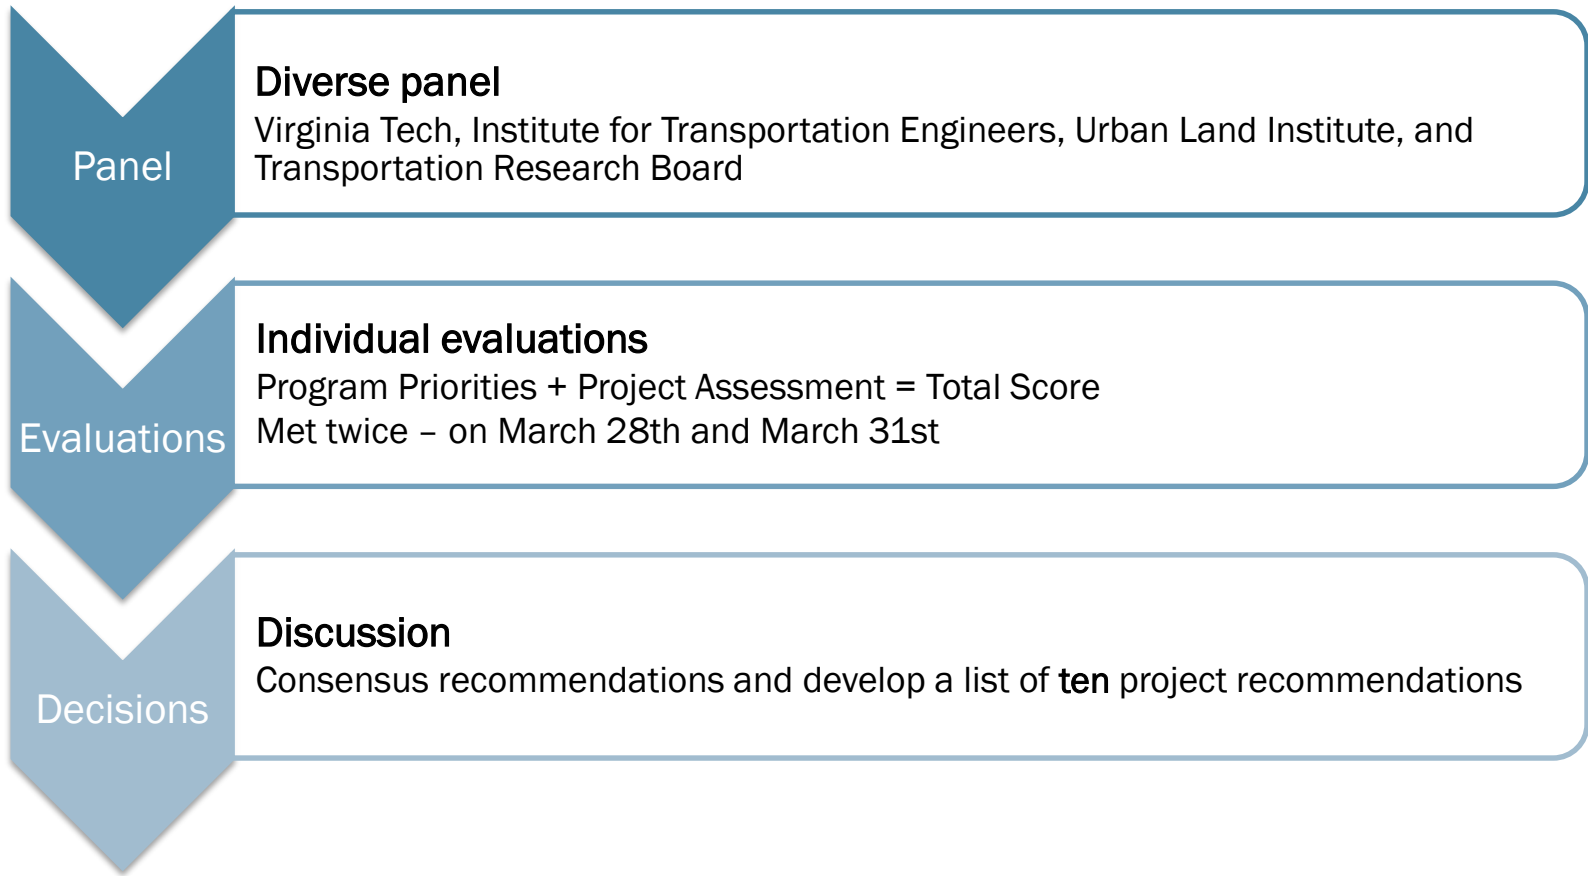 Panel
Diverse panel
Virginia Tech, Institute for Transportation Engineers, Urban Land Institute, and
Transportation Research Board
Evaluations
Individual evaluations
Program Priorities + Project Assessment = Total Score
Met twice – on March 28th and March 31st
Decisions
Discussion
Consensus recommendations and develop a list of ten project recommendations